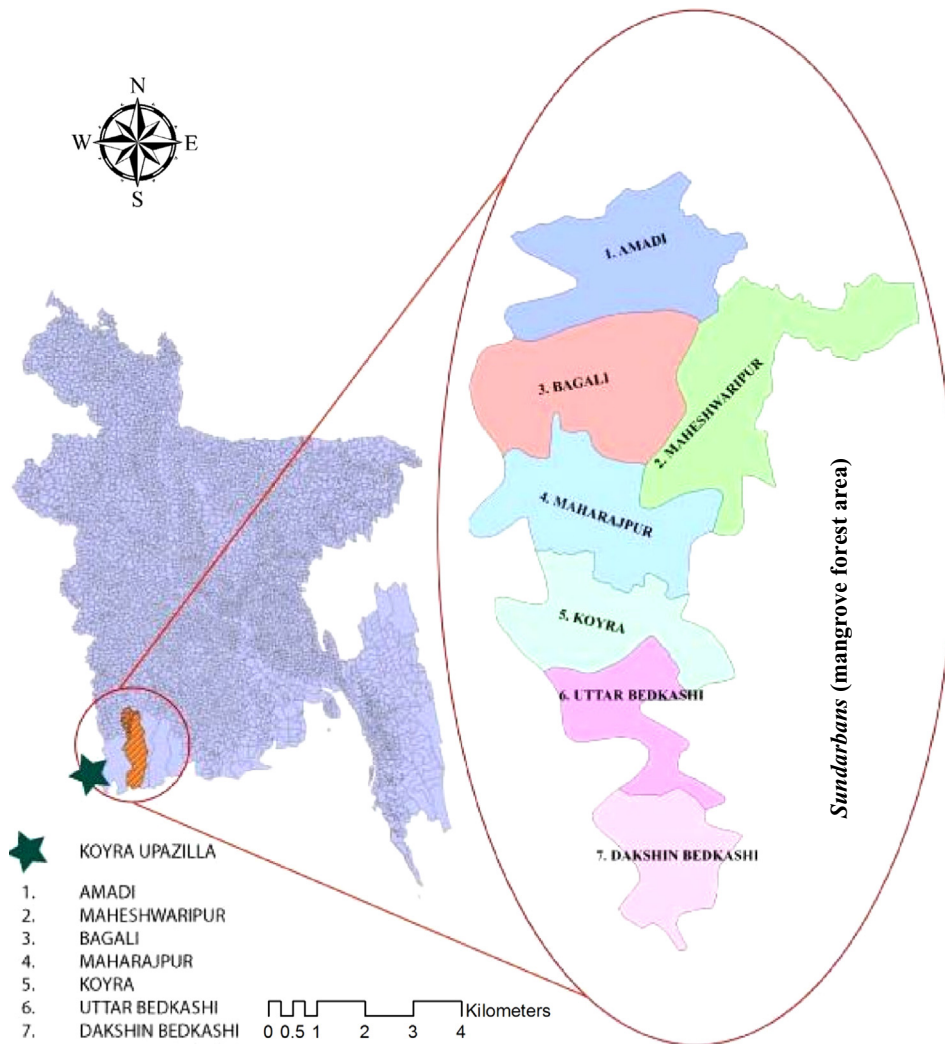 N
W E
S
1. AMADI
3. BAGALI
2. MAHESHWARIPUR
4. MAHARAJPUR
5. KOYRA
6. UTTAR BEDKASHI
7. DAKSHIN BEDKASHI
Sundarbans (mangrove forest area)
KOYRA UPAZILLA
1. AMADI
2. MAHESHWARIPUR
3. BAGALI
4. MAHARAJPUR
5. KOYRA
6. UTTAR BEDKASHI
7. DAKSHIN BEDKASHI
Kilometers
0 0.5 1 2 3 4